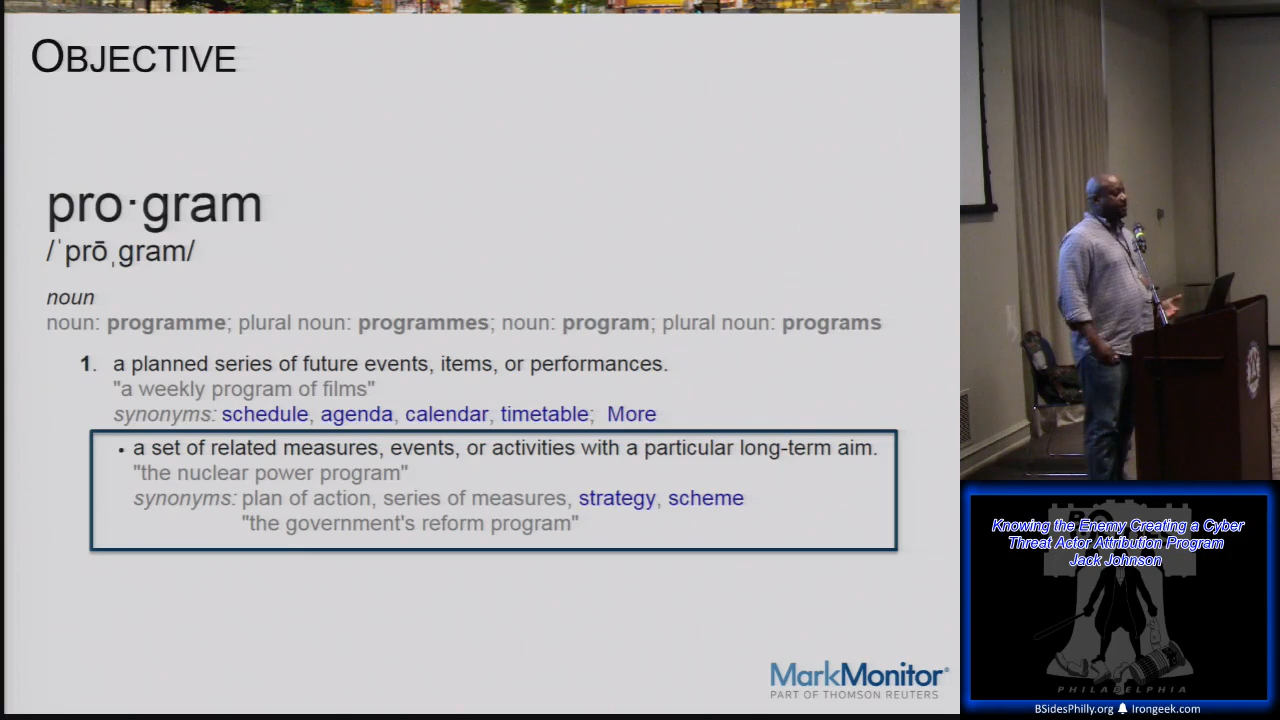 OBJECTIVE
pro·gram
/ˈprōˌgram/
noun
noun: programme; plural noun: programmes; noun: program; plural noun: programs
1. a planned series of future events, items, or performances.
"a weekly program of films"
synonyms: schedule, agenda, calendar, timetable; More
• a set of related measures, events, or activities with a particular long-term aim.
"the nuclear power program"
synonyms: plan of action, series of measures, strategy, scheme
"the government's reform program"
MarkMonitor®
PART OF THOMSON REUTERS
Knowing the Enemy Creating a Cyber
Threat Actor Attribution Program
Jack Johnson
PHILADELPHIA
BSidesPhilly.org Irongeek.com